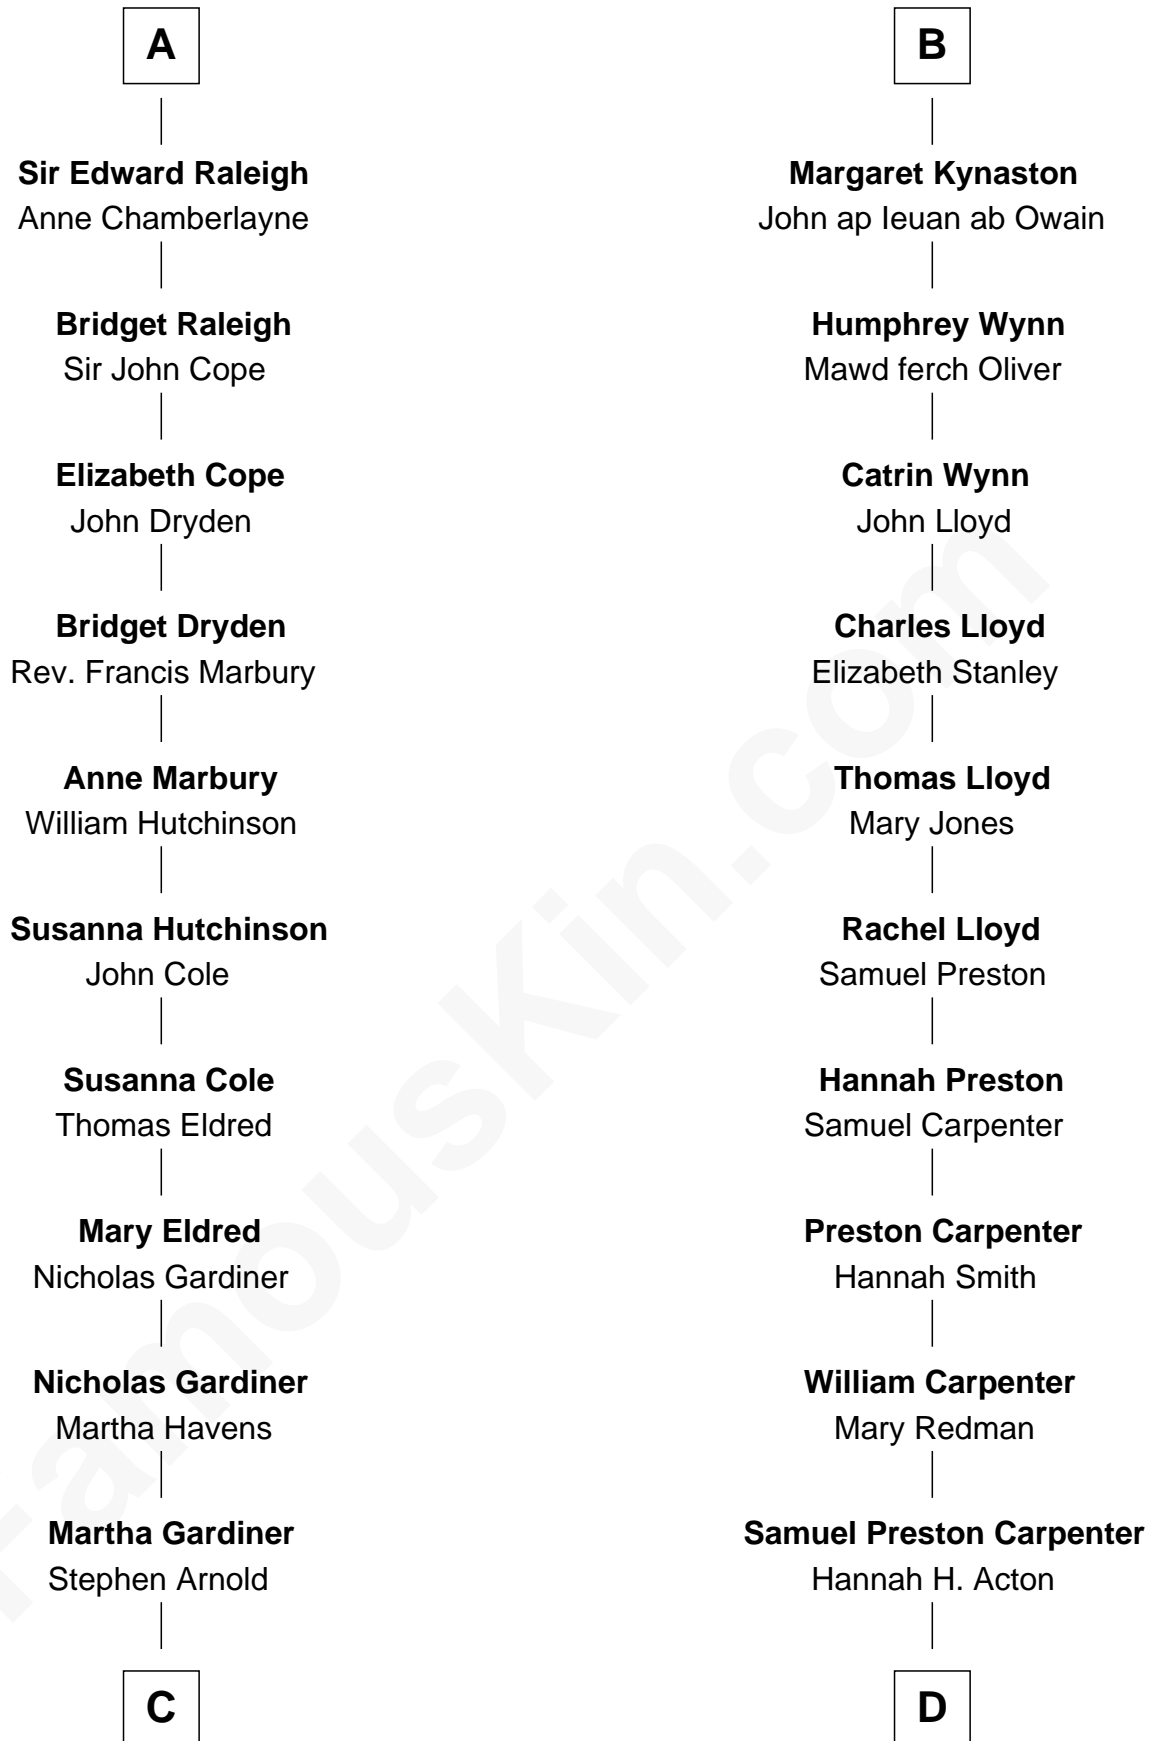 A
Sir Edward Raleigh
Anne Chamberlayne
Bridget Raleigh
Sir John Cope
Elizabeth Cope
John Dryden
Bridget Dryden
Rev. Francis Marbury
Anne Marbury
William Hutchinson
Susanna Hutchinson
John Cole
Susanna Cole
Thomas Eldred
Mary Eldred
Nicholas Gardiner
Nicholas Gardiner
Martha Havens
Martha Gardiner
Stephen Arnold
C
B
Margaret Kynaston
John ap Ieuan ab Owain
Humphrey Wynn
Mawd ferch Oliver
Catrin Wynn
John Lloyd
Charles Lloyd
Elizabeth Stanley
Thomas Lloyd
Mary Jones
Rachel Lloyd
Samuel Preston
Hannah Preston
Samuel Carpenter
Preston Carpenter
Hannah Smith
William Carpenter
Mary Redman
Samuel Preston Carpenter
Hannah H. Acton
D
FamousKin.com